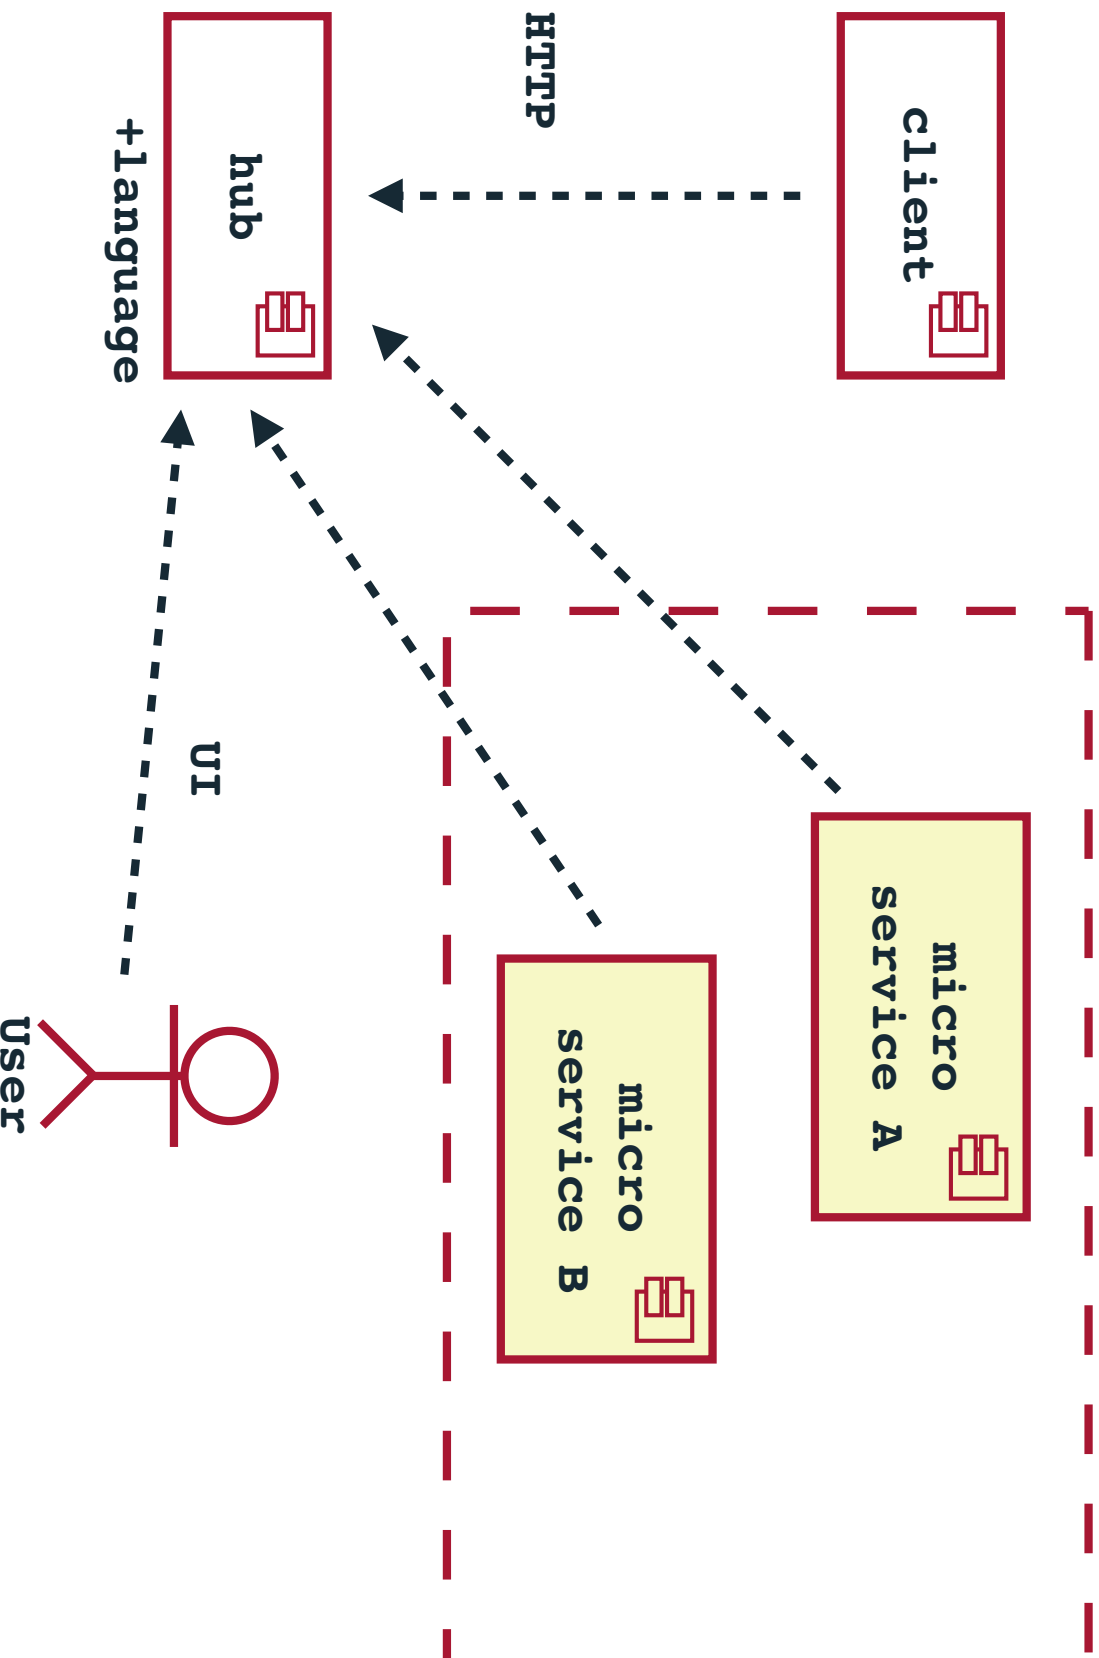 client
micro
service A
HTTP
micro
service B
hub
+language
UI
User